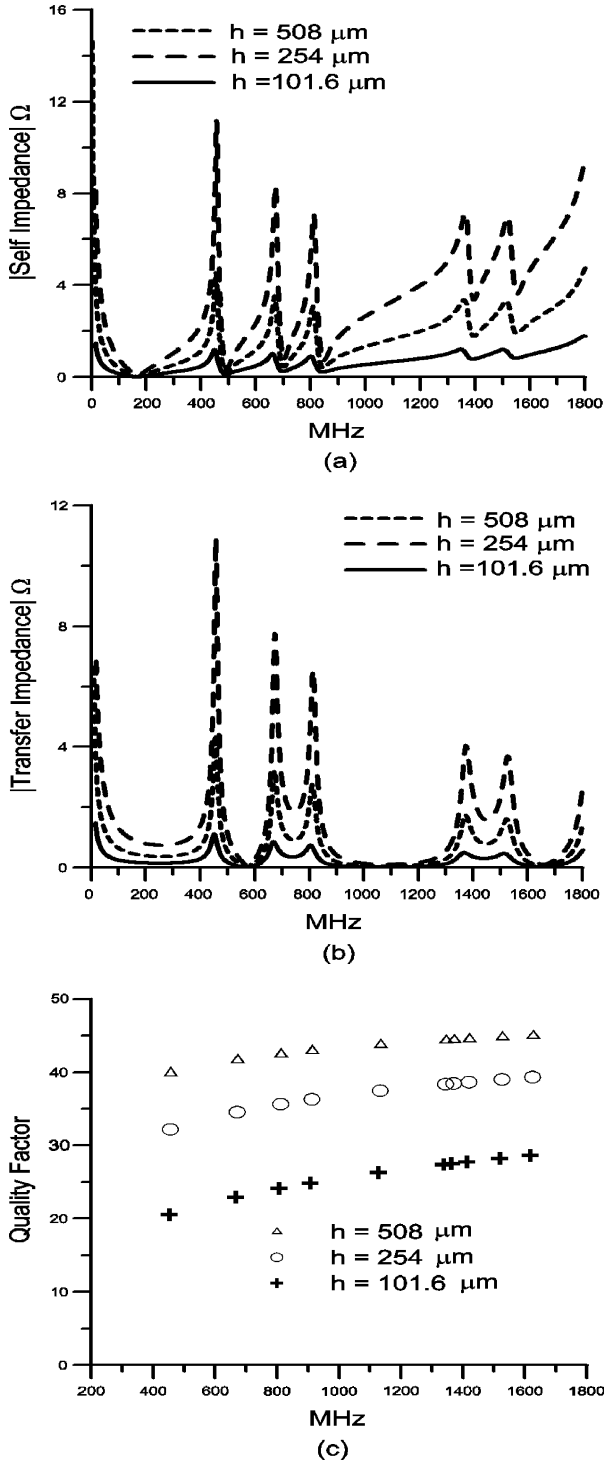 16
12
8
4
0
|Self Impedance| Ω
h = 508 μm
h = 254 μm
h =101.6 μm
0 200 400 600 800 1000 1200 1400 1600 1800
MHz
(a)
12
8
4
0
|Transfer Impedance| Ω
h = 508 μm
h = 254 μm
h =101.6 μm
0 200 400 600 800 1000 1200 1400 1600 1800
MHz
(b)
50
40
30
20
10
0
Quality Factor
h = 508 μm
h = 254 μm
h = 101.6 μm
200 400 600 800 1000 1200 1400 1600 1800
MHz
(c)